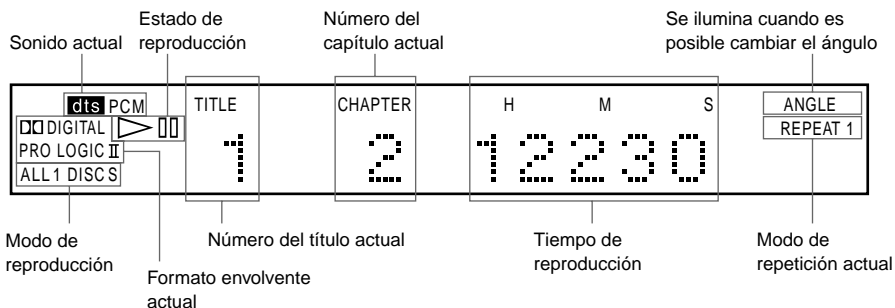 Estado de
reproducción
Número del
capítulo actual
Se ilumina cuando es
posible cambiar el ángulo
Sonido actual
dts PCM
TITLE
CHAPTER
H M S
ANGLE
DIGITAL
REPEAT 1
PRO LOGIC II
1 2 1 2 2 3 0
ALL 1 DISC S
Modo de
reproducción
Número del título actual
Tiempo de
reproducción
Modo de
repetición actual
Formato envolvente
actual